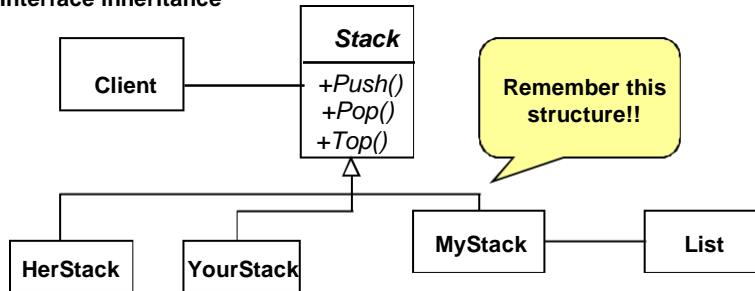 Interface inheritance
Stack
Client
+Push()
+Pop()
+Top()
Remember this
structure!!
HerStack
YourStack
MyStack
List